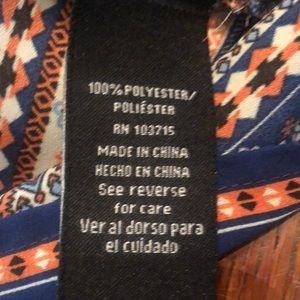 100% POLYESTER/
POLIÉSTER
RN 103715
MADE IN CHINA
HECHO EN CHINA
See reverse
for care
Ver al dorso para
el cuidado